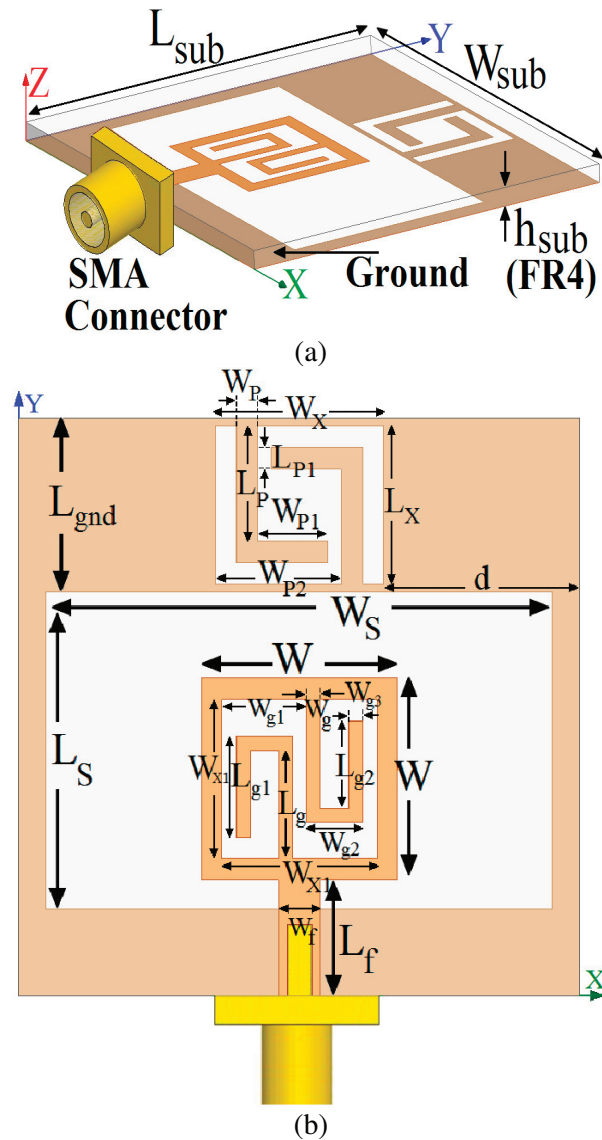 L_sub
Y
W_sub
Z
h_sub
(FR4)
Ground
X
SMA
Connector
(a)
Y
W_P
W_X
L_P1
L_P
L_gnd
L_X
W_P1
W_P2
d
W_S
W
W_g1
W_g
W_g3
L_S
W_X1
L_g1
L_g
L_g2
W
W_g2
W_X1
W_f
L_f
X
(b)